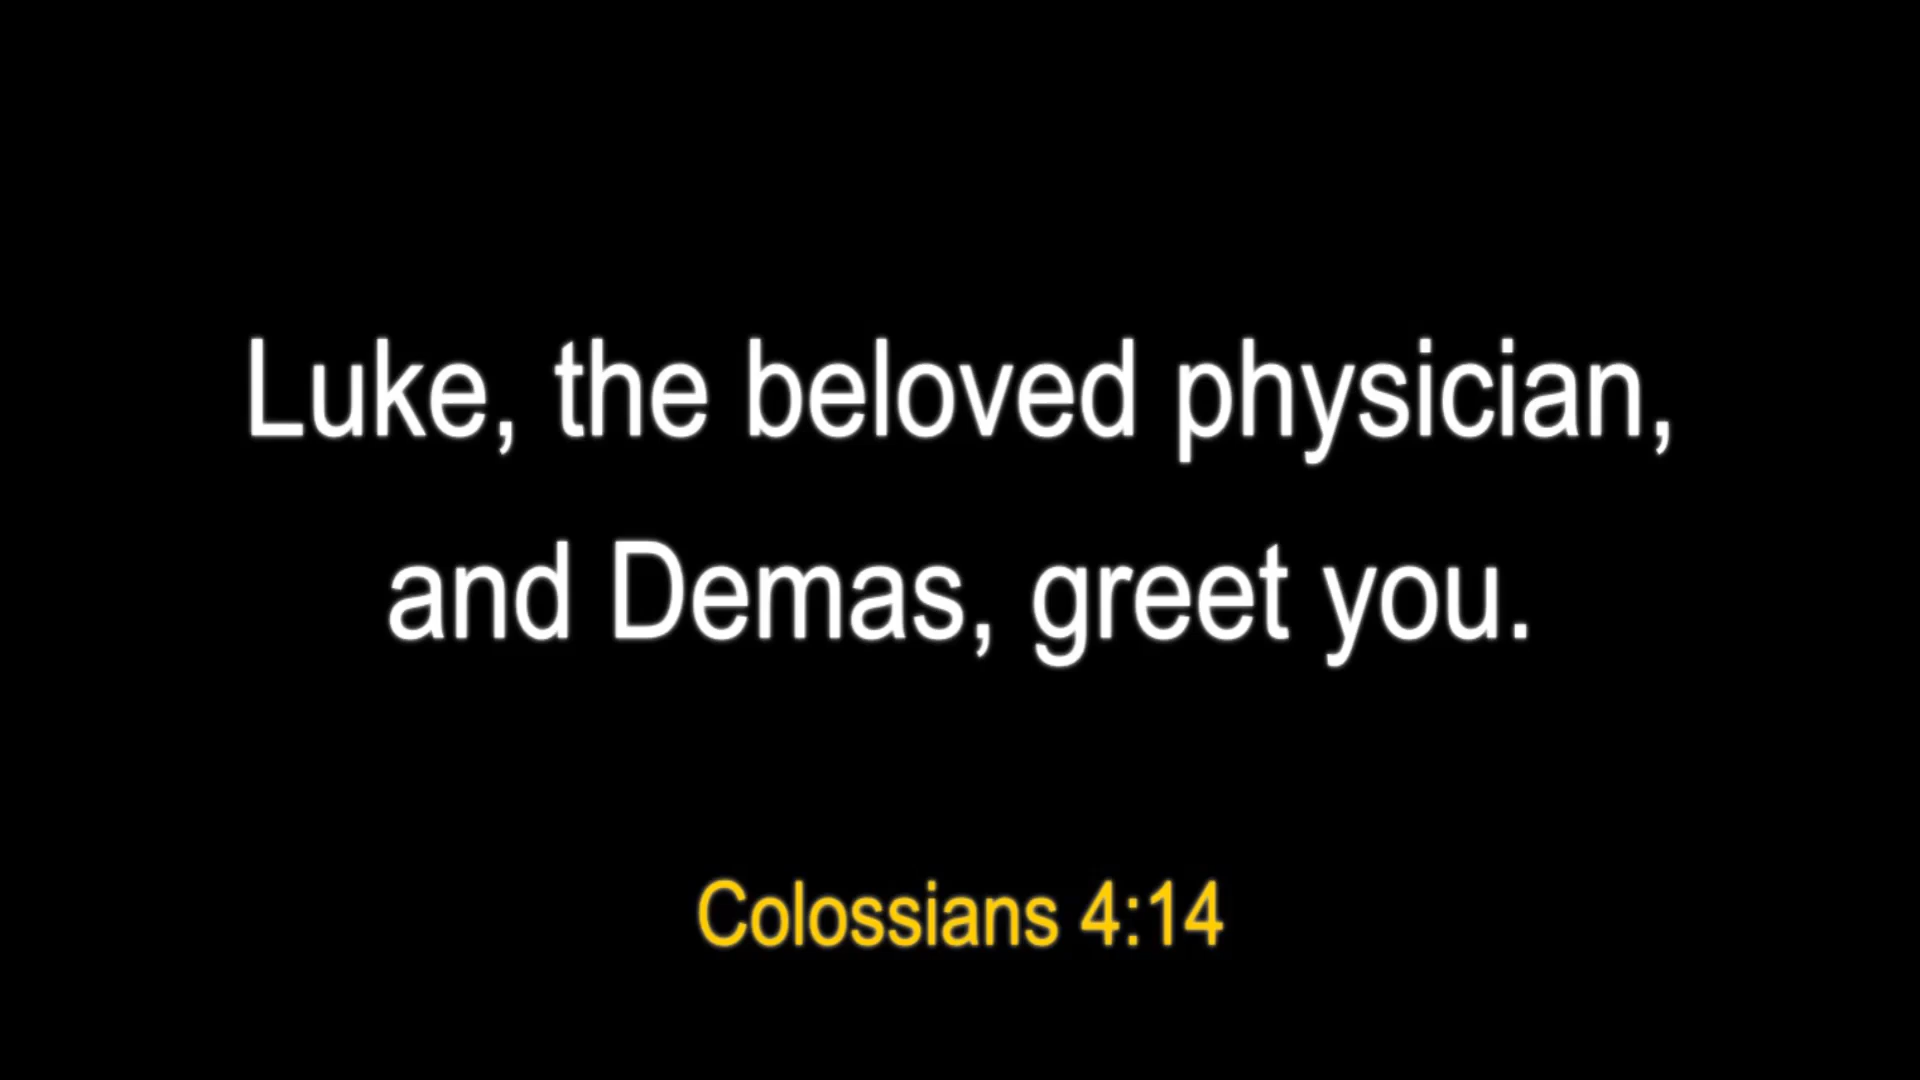 Luke, the beloved physician,
and Demas, greet you.
Colossians 4:14